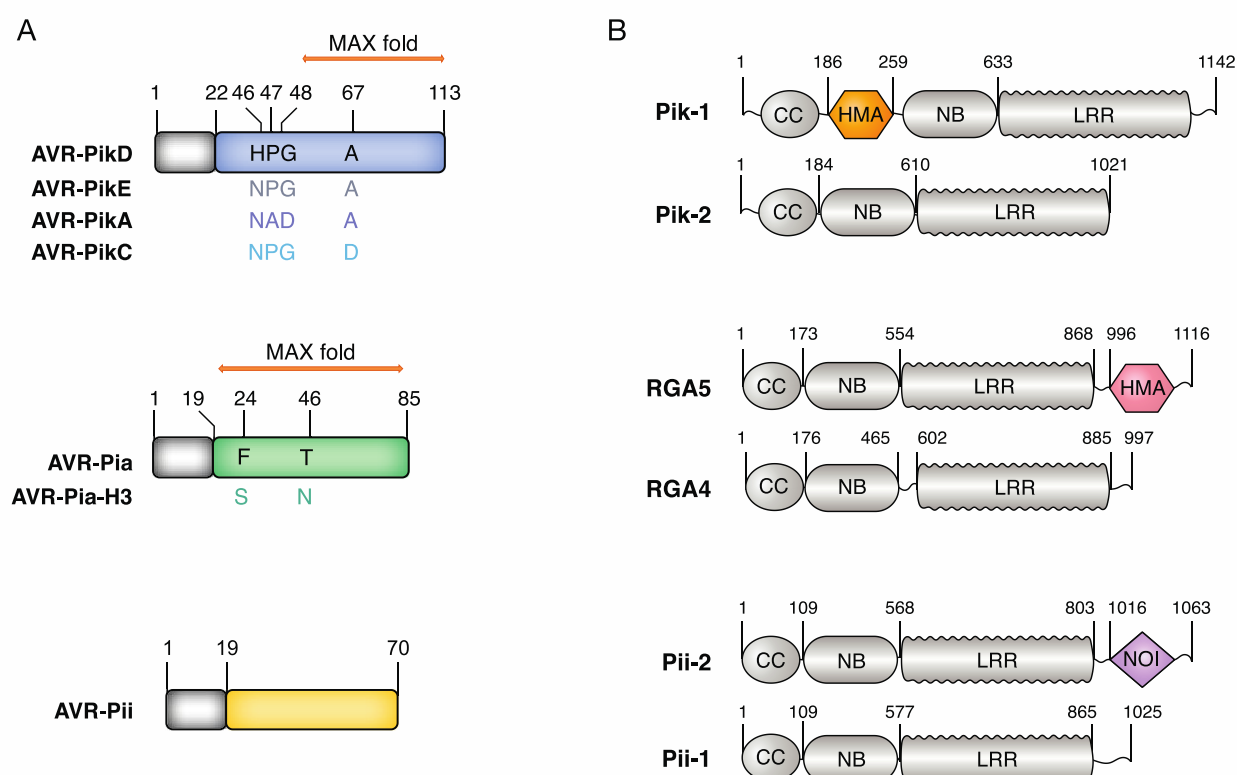 A
MAX fold
1 22 46 47 48 67 113
AVR-PikD HPG A
AVR-PikE NPG A
AVR-PikA NAD A
AVR-PikC NPG D
MAX fold
1 19 24 46 85
AVR-Pia F T
AVR-Pia-H3 S N
1 19 70
AVR-Pii
B
1 186 259 633 1142
Pik-1 CC HMA NB LRR
1 184 610 1021
Pik-2 CC NB LRR
1 173 554 868 996 1116
RGA5 CC NB LRR HMA
1 176 465 602 885 997
RGA4 CC NB LRR
1 109 568 803 1016 1063
Pii-2 CC NB LRR NOI
1 109 577 865 1025
Pii-1 CC NB LRR